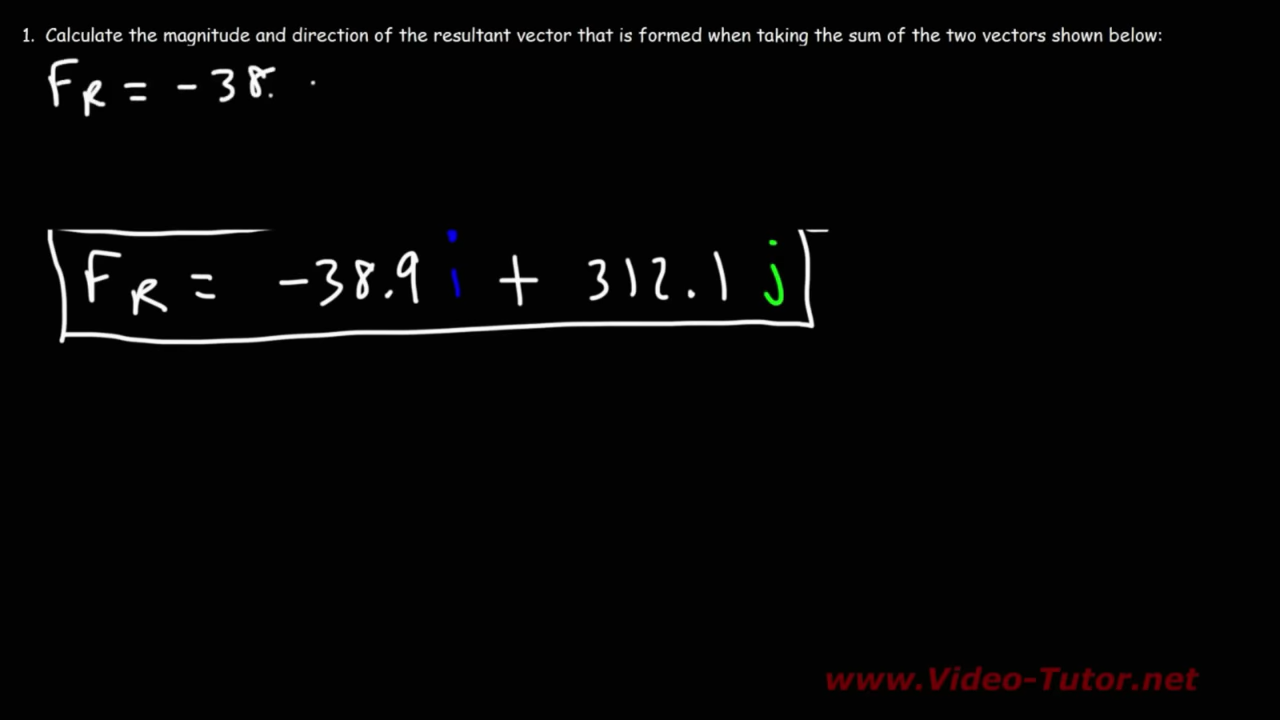 1. Calculate the magnitude and direction of the resultant vector that is formed when taking the sum of the two vectors shown below:
FR = -38.
FR = -38.9 i + 312.1 j
www.Video-Tutor.net